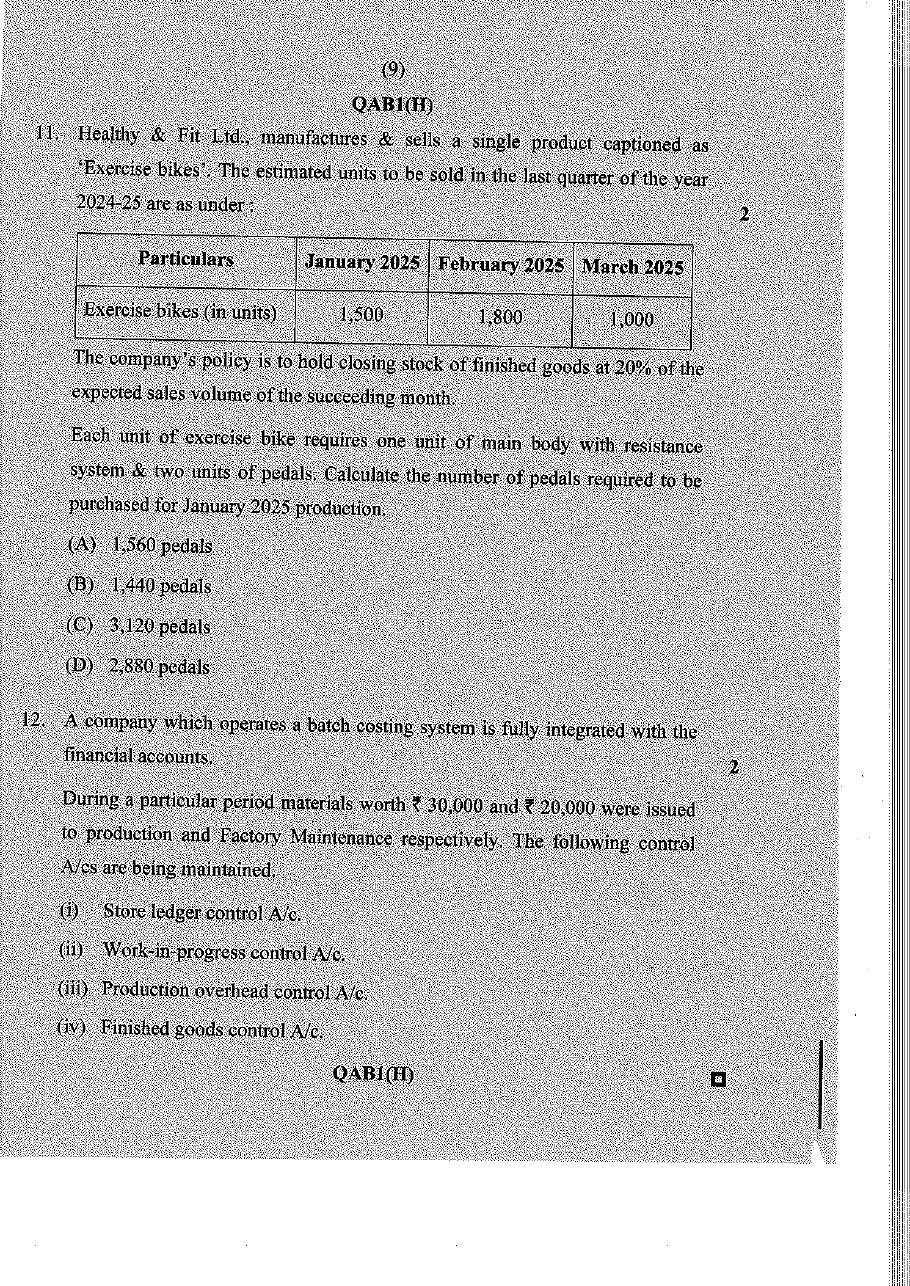 (9)
QAB1(H)
11. Healthy & Fit Ltd., manufactures & sells a single product captioned as
'Exercise bikes'. The estimated units to be sold in the last quarter of the year
2024-25 are as under :
2
Particulars January 2025 February 2025 March 2025
Exercise bikes (in units) 1,500 1,800 1,000
The company's policy is to hold closing stock of finished goods at 20% of the
expected sales volume of the succeeding month.
Each unit of exercise bike requires one unit of main body with resistance
system & two units of pedals. Calculate the number of pedals required to be
purchased for January 2025 production.
(A) 1,560 pedals
(B) 1,440 pedals
(C) 3,120 pedals
(D) 2,880 pedals
12. A company which operates a batch costing system is fully integrated with the
financial accounts.
2
During a particular period materials worth ₹ 30,000 and ₹ 20,000 were issued
to production and Factory Maintenance respectively. The following control
A/cs are being maintained.
(i) Store ledger control A/c.
(ii) Work-in-progress control A/c.
(iii) Production overhead control A/c.
(iv) Finished goods control A/c.
QAB1(H)